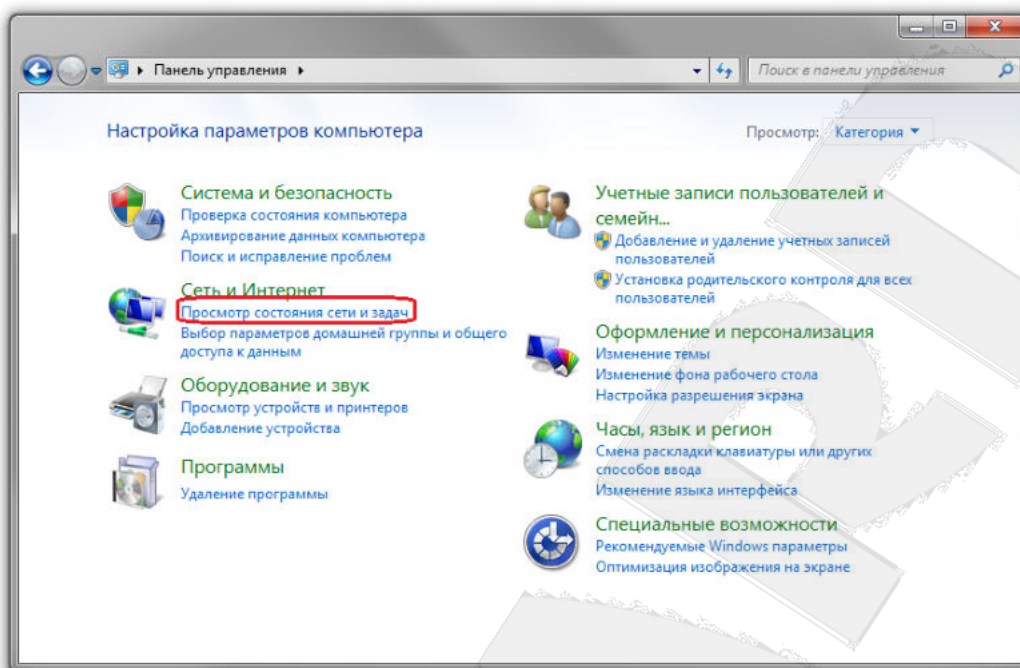 Панель управления
Поиск в панели управления
Настройка параметров компьютера
Просмотр: Категория
Система и безопасность
Проверка состояния компьютера
Архивирование данных компьютера
Поиск и исправление проблем
Сеть и Интернет
Просмотр состояния сети и задач
Выбор параметров домашней группы и общего
доступа к данным
Оборудование и звук
Просмотр устройств и принтеров
Добавление устройства
Программы
Удаление программы
Учетные записи пользователей и
семейн...
Добавление и удаление учетных записей
пользователей
Установка родительского контроля для всех
пользователей
Оформление и персонализация
Изменение темы
Изменение фона рабочего стола
Настройка разрешения экрана
Часы, язык и регион
Смена раскладки клавиатуры или других
способов ввода
Изменение языка интерфейса
Специальные возможности
Рекомендуемые Windows параметры
Оптимизация изображения на экране